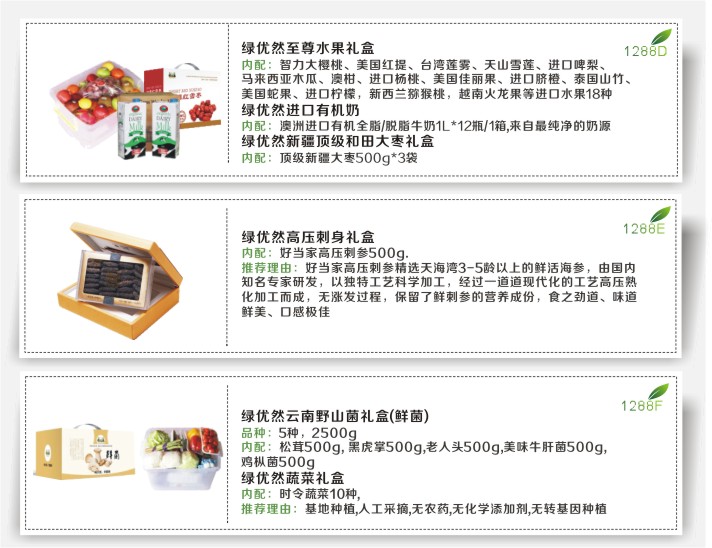 绿优然至尊水果礼盒
1288D
内配：智力大樱桃、美国红提、台湾莲雾、天山雪莲、进口啤梨、
马来西亚木瓜、澳柑、进口杨桃、美国佳丽果、进口脐橙、泰国山竹、
美国蛇果、进口柠檬，新西兰猕猴桃，越南火龙果等进口水果18种
绿优然进口有机奶
内配：澳洲进口有机全脂/脱脂牛奶1L*12瓶/1箱,来自最纯净的奶源
绿优然新疆顶级和田大枣礼盒
内配：顶级新疆大枣500g*3袋
1288E
绿优然高压刺身礼盒
内配：好当家高压刺参500g.
推荐理由：好当家高压刺参精选天海湾3-5龄以上的鲜活海参，由国内
知名专家研发，以独特工艺科学加工，经过一道道现代化的工艺高压熟
化加工而成，无涨发过程，保留了鲜刺参的营养成份，食之劲道、味道
鲜美、口感极佳
1288F
绿优然云南野山菌礼盒(鲜菌)
品种：5种，2500g
内配：松茸500g, 黑虎掌500g,老人头500g,美味牛肝菌500g,
鸡枞菌500g
绿优然蔬菜礼盒
内配：时令蔬菜10种,
推荐理由：基地种植,人工采摘,无农药,无化学添加剂,无转基因种植